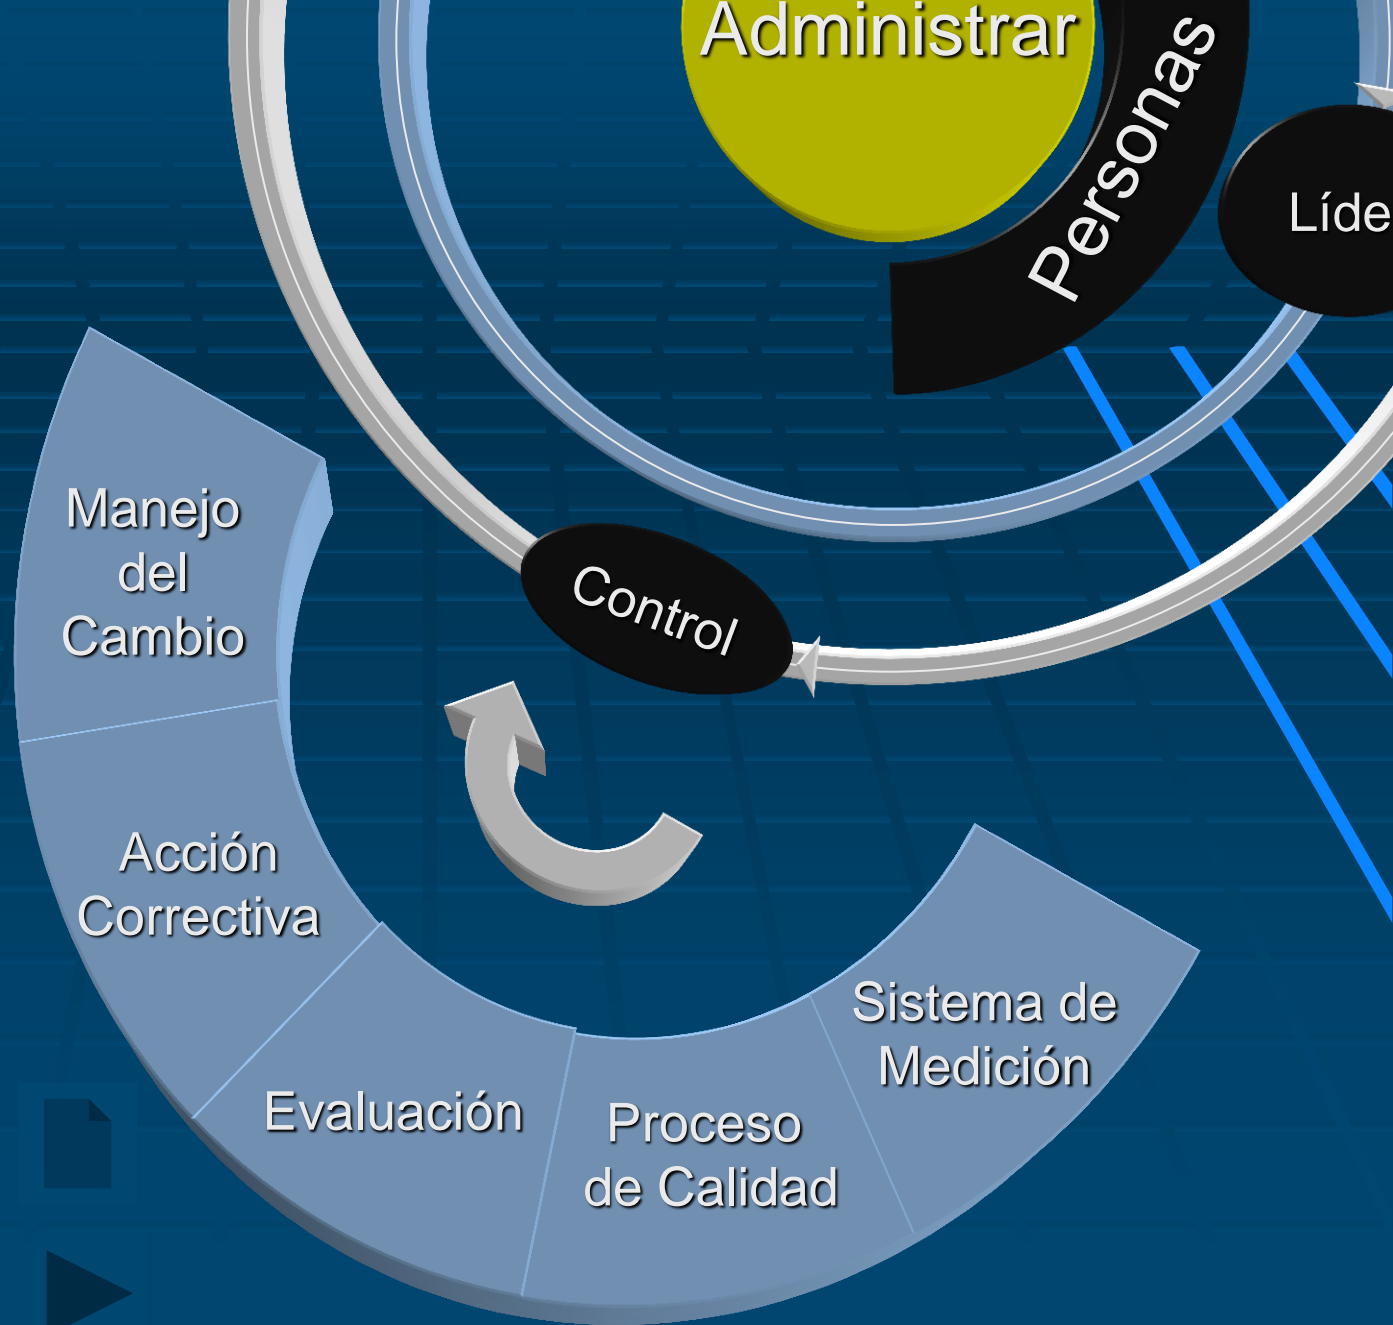 Administrar
Personas
Líde
Control
Manejo
del
Cambio
Acción
Correctiva
Evaluación
Proceso
de Calidad
Sistema de
Medición